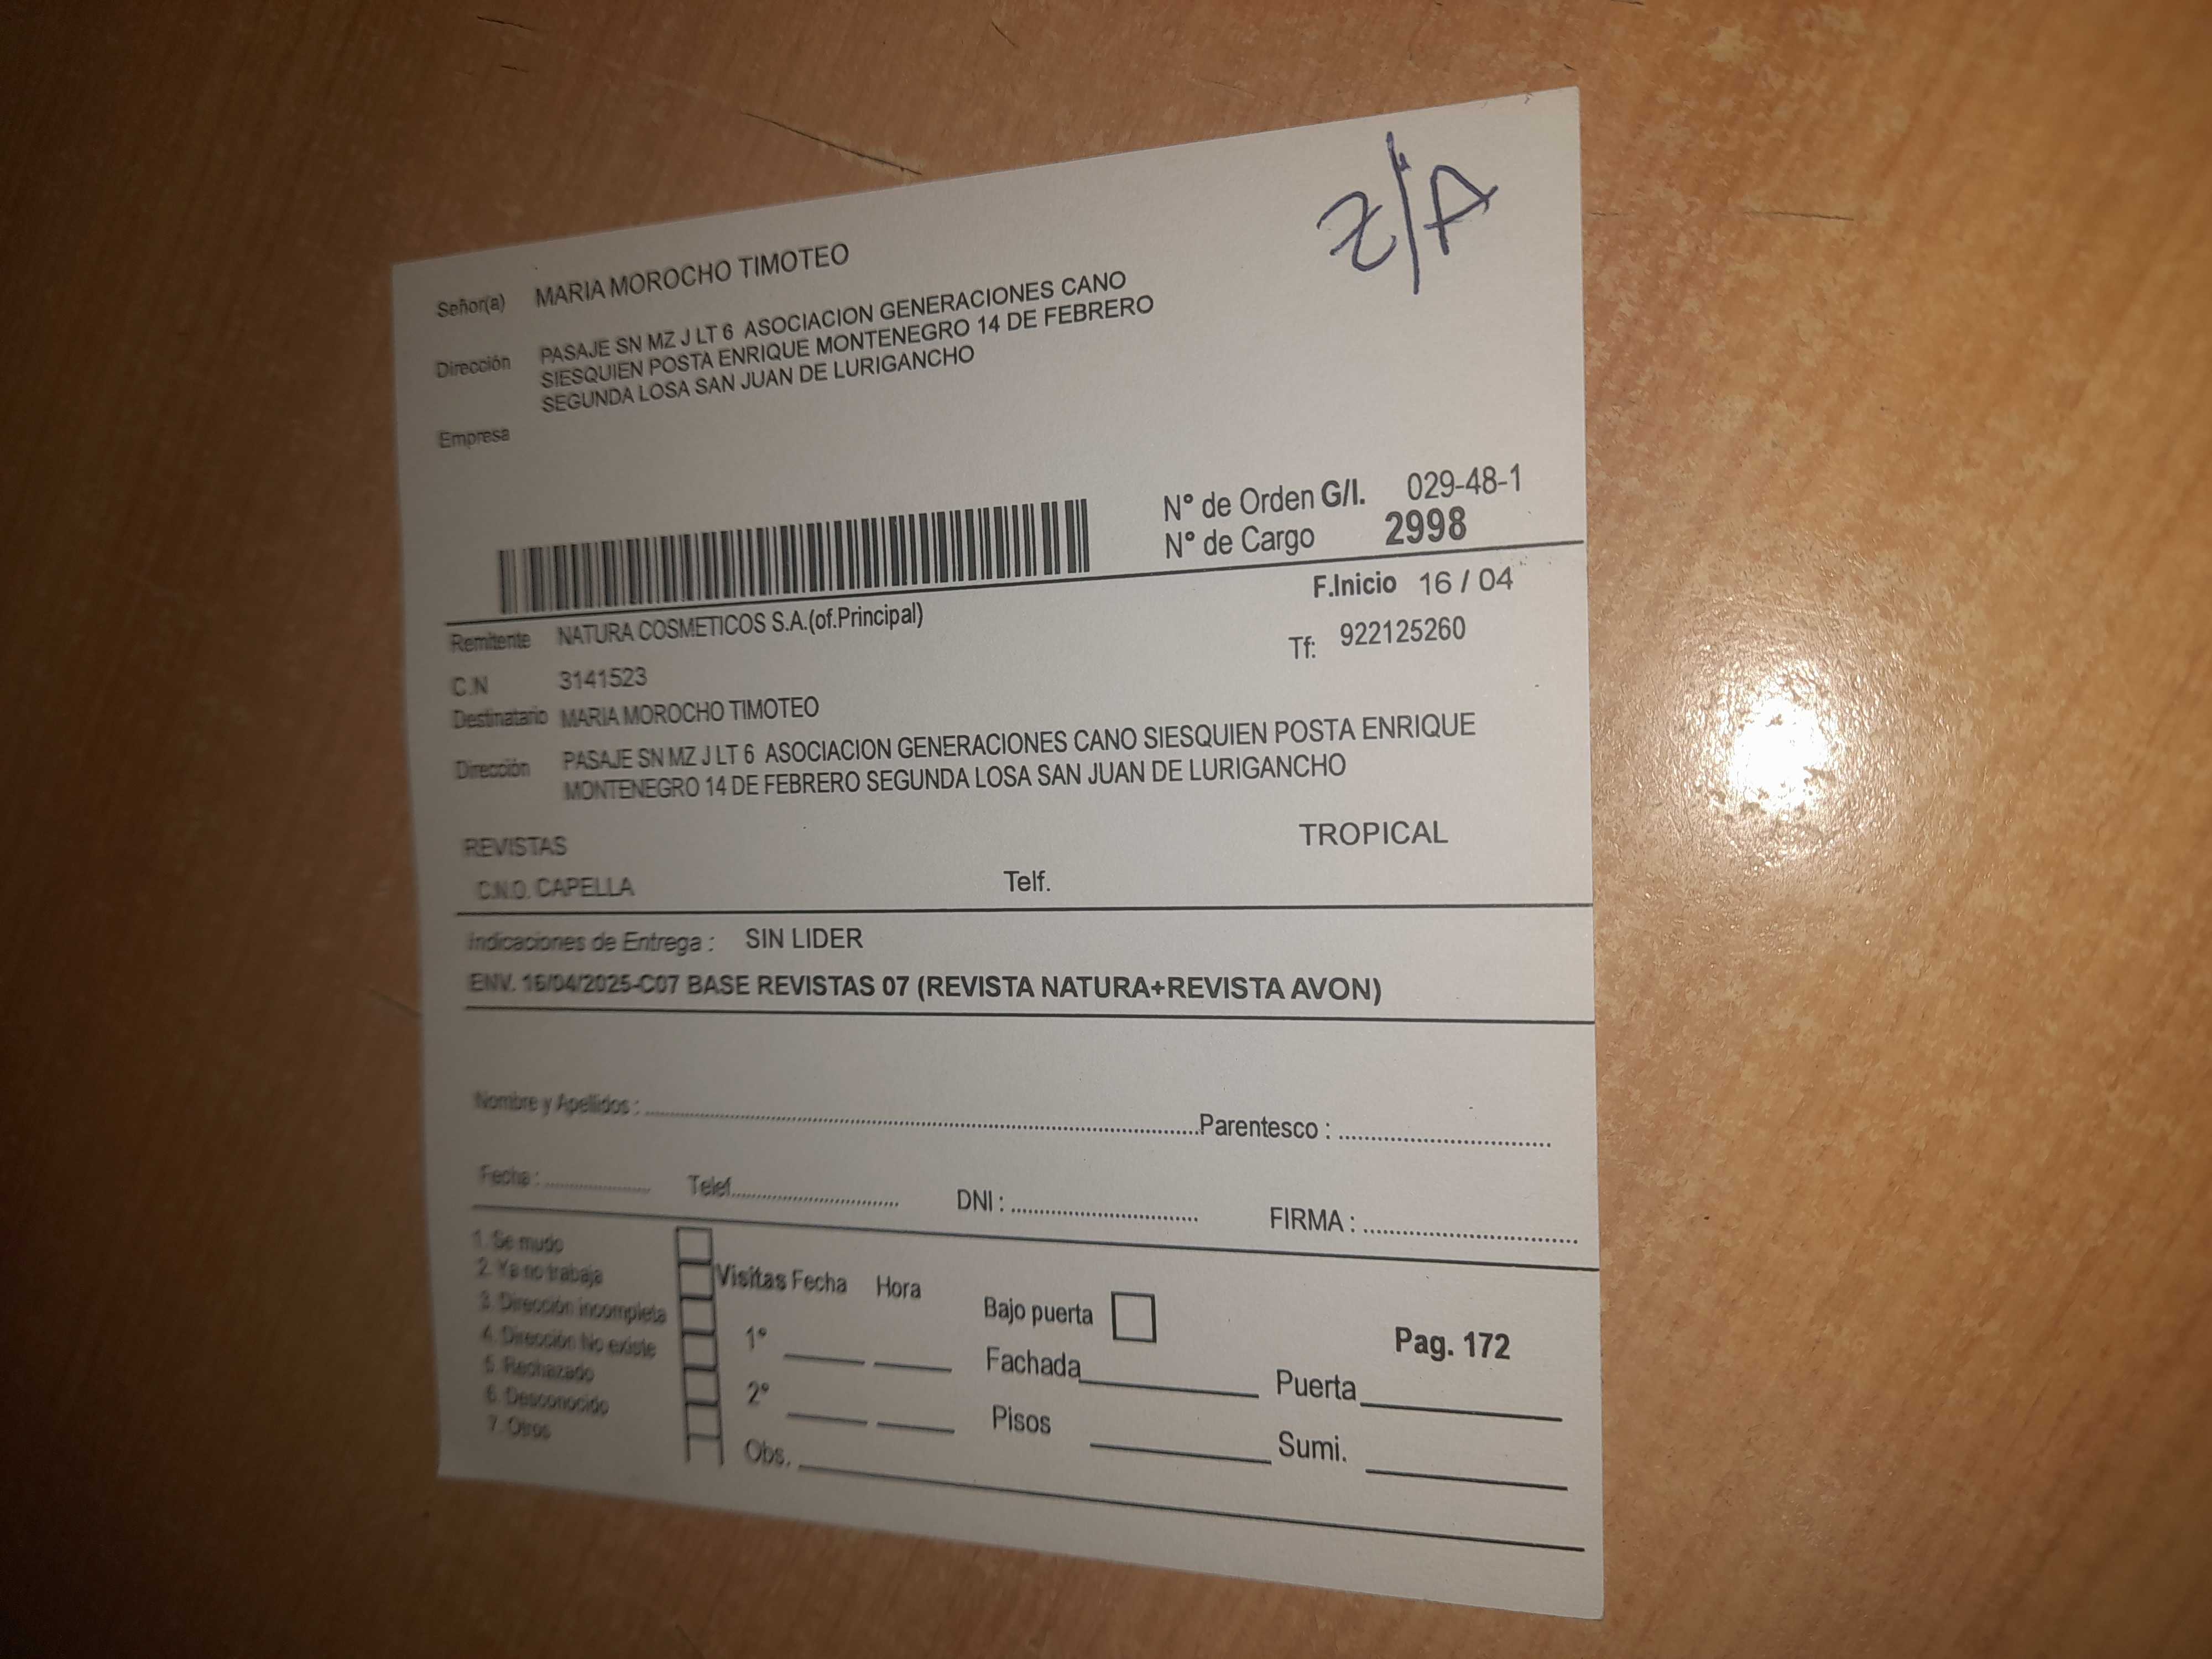 Z/A
Señor(a) MARIA MOROCHO TIMOTEO
Dirección PASAJE SN MZ J LT 6 ASOCIACION GENERACIONES CANO
SIESQUIEN POSTA ENRIQUE MONTENEGRO 14 DE FEBRERO
SEGUNDA LOSA SAN JUAN DE LURIGANCHO
Empresa
N° de Orden G/I. 029-48-1
N° de Cargo 2998
F.Inicio 16 / 04
Remitente NATURA COSMETICOS S.A.(of.Principal)
Tf: 922125260
C.N 3141523
Destinatario MARIA MOROCHO TIMOTEO
Dirección PASAJE SN MZ J LT 6 ASOCIACION GENERACIONES CANO SIESQUIEN POSTA ENRIQUE
MONTENEGRO 14 DE FEBRERO SEGUNDA LOSA SAN JUAN DE LURIGANCHO
REVISTAS TROPICAL
C.N.O. CAPELLA Telf.
Indicaciones de Entrega : SIN LIDER
ENV. 16/04/2025-C07 BASE REVISTAS 07 (REVISTA NATURA+REVISTA AVON)
Nombre y Apellidos : Parentesco :
Fecha : Telef. DNI : FIRMA :
1. Se mudo
2. Ya no trabaja
3. Dirección incompleta
4. Dirección No existe
5. Rechazado
6. Desconocido
7. Otros
Visitas Fecha Hora
1°
2°
Obs.
Bajo puerta
Pag. 172
Fachada Puerta
Pisos Sumi.